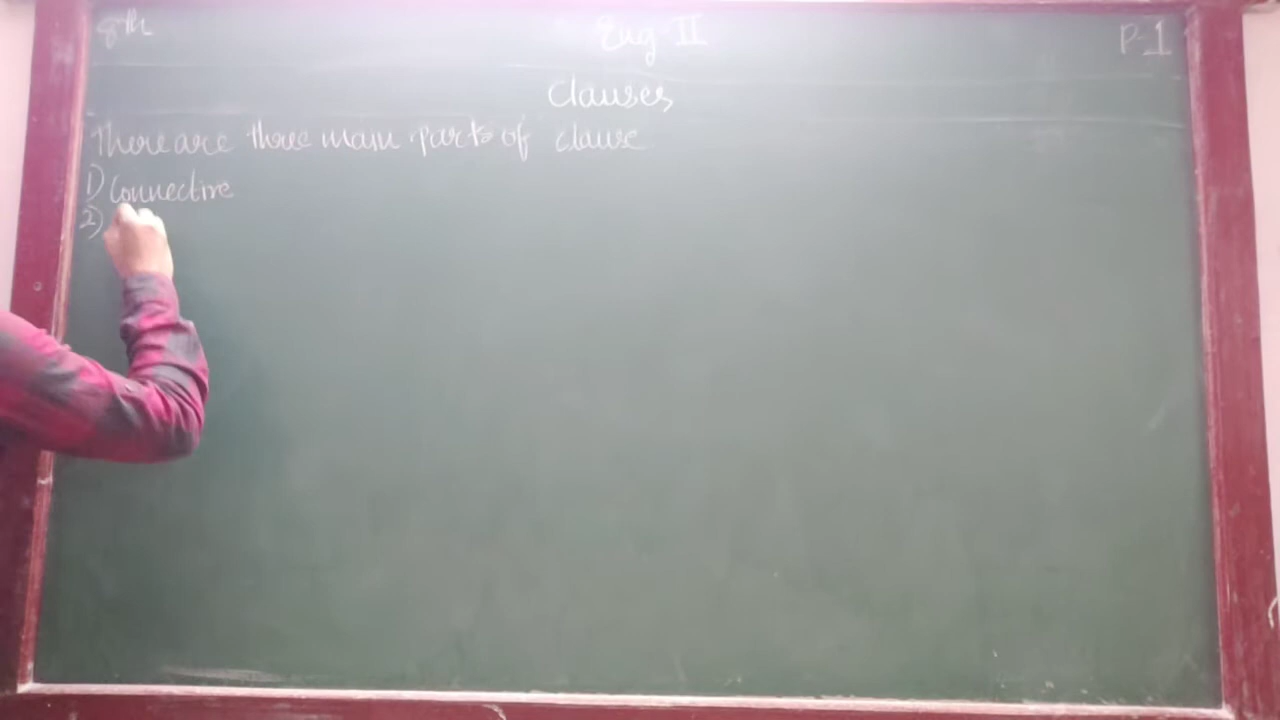 8th Eng II P-1
Clauses
There are three main parts of clause
1) Connective
2)